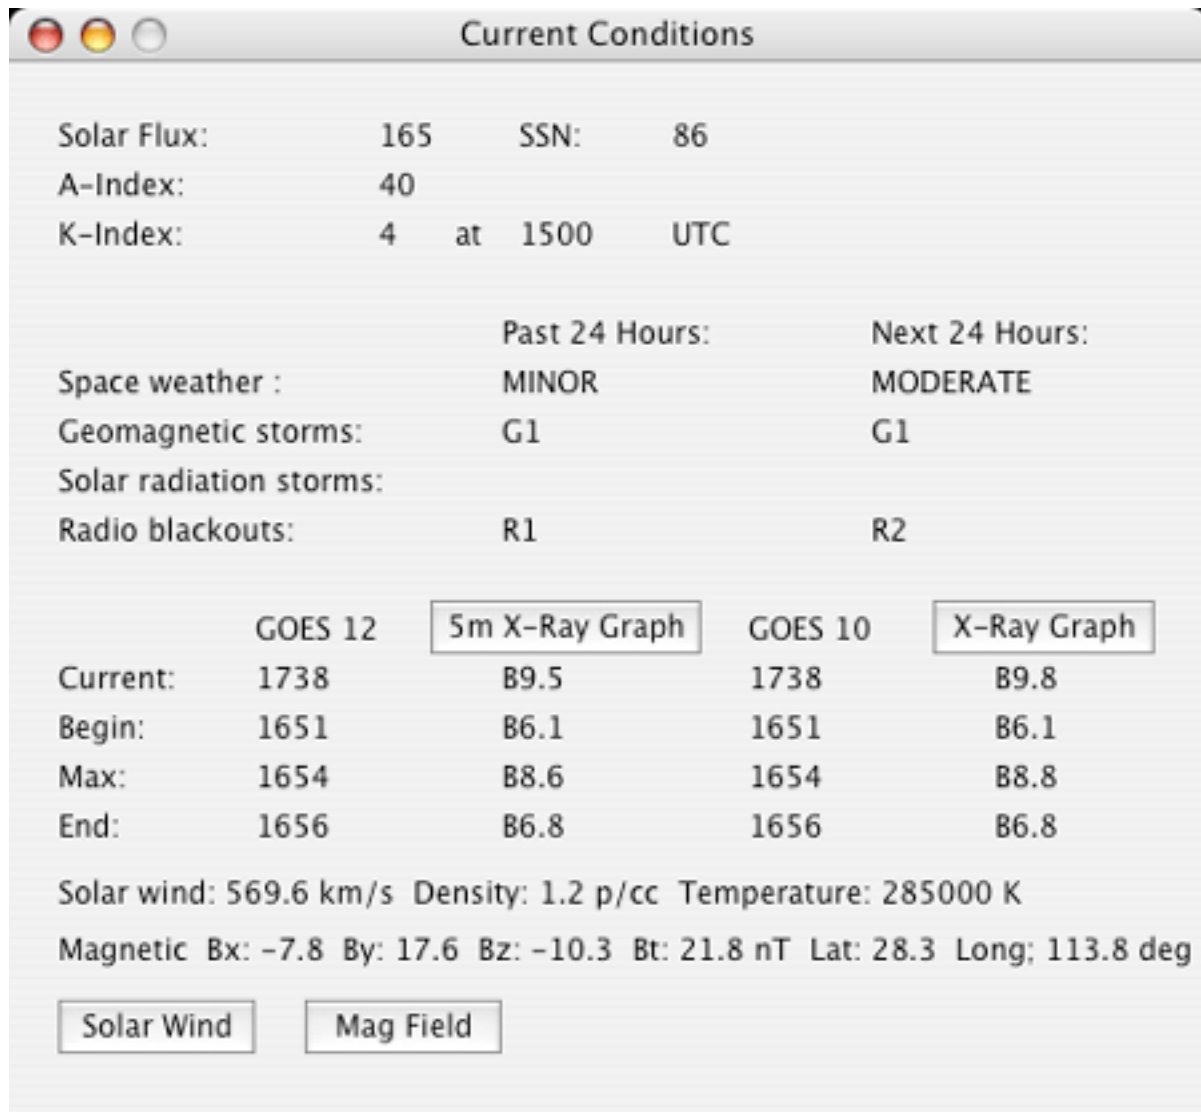 Current Conditions
Solar Flux: 165 SSN: 86
A-Index: 40
K-Index: 4 at 1500 UTC
Past 24 Hours: Next 24 Hours:
Space weather : MINOR MODERATE
Geomagnetic storms: G1 G1
Solar radiation storms:
Radio blackouts: R1 R2
GOES 12 5m X-Ray Graph GOES 10 X-Ray Graph
Current: 1738 B9.5 1738 B9.8
Begin: 1651 B6.1 1651 B6.1
Max: 1654 B8.6 1654 B8.8
End: 1656 B6.8 1656 B6.8
Solar wind: 569.6 km/s Density: 1.2 p/cc Temperature: 285000 K
Magnetic Bx: -7.8 By: 17.6 Bz: -10.3 Bt: 21.8 nT Lat: 28.3 Long; 113.8 deg
Solar Wind Mag Field